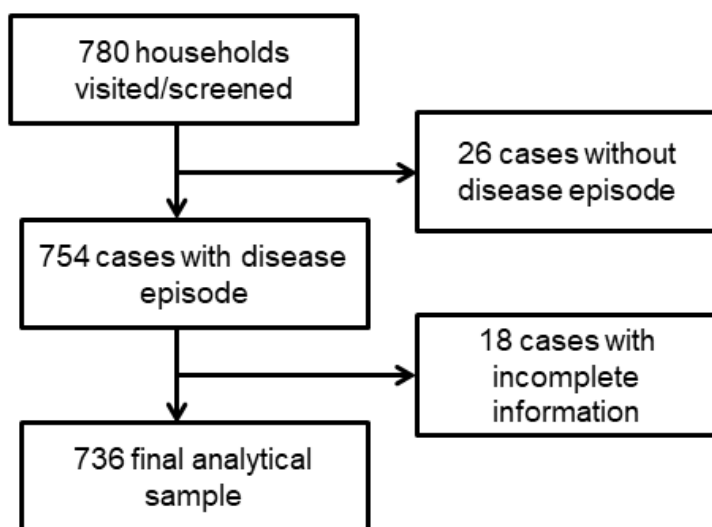 780 households
visited/screened
26 cases without
disease episode
754 cases with disease
episode
18 cases with
incomplete
information
736 final analytical
sample